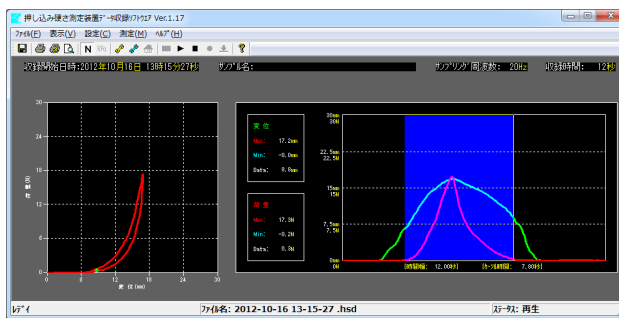 押し込み硬さ測定装置ﾃﾞｰﾀ収録ｿﾌﾄｳｴｱ Ver.1.17
ﾌｧｲﾙ(F) 表示(V) 設定(C) 測定(M) ﾍﾙﾌﾟ(H)
N
収録開始日時:2012年10月16日 13時15分27秒 ｻﾝﾌﾟﾙ名: ｻﾝﾌﾟﾘﾝｸﾞ周波数: 20Hz 収録時間: 12秒
30
24
18
12
6
0
荷 重(N)
0 6 12 18 24 30
変 位(mm)
変 位
Max: 17.2mm
Min: -0.0mm
Data: 8.8mm
荷 重
Max: 17.3N
Min: -0.2N
Data: 0.3N
30mm
30N
22.5mm
22.5N
15mm
15N
7.5mm
7.5N
0mm
0N
[時間幅: 12.00秒] [ｶｰｿﾙ時間: 7.80秒]
ﾚﾃﾞｲ ﾌｧｲﾙ名: 2012-10-16 13-15-27 .hsd ｽﾃｰﾀｽ: 再生